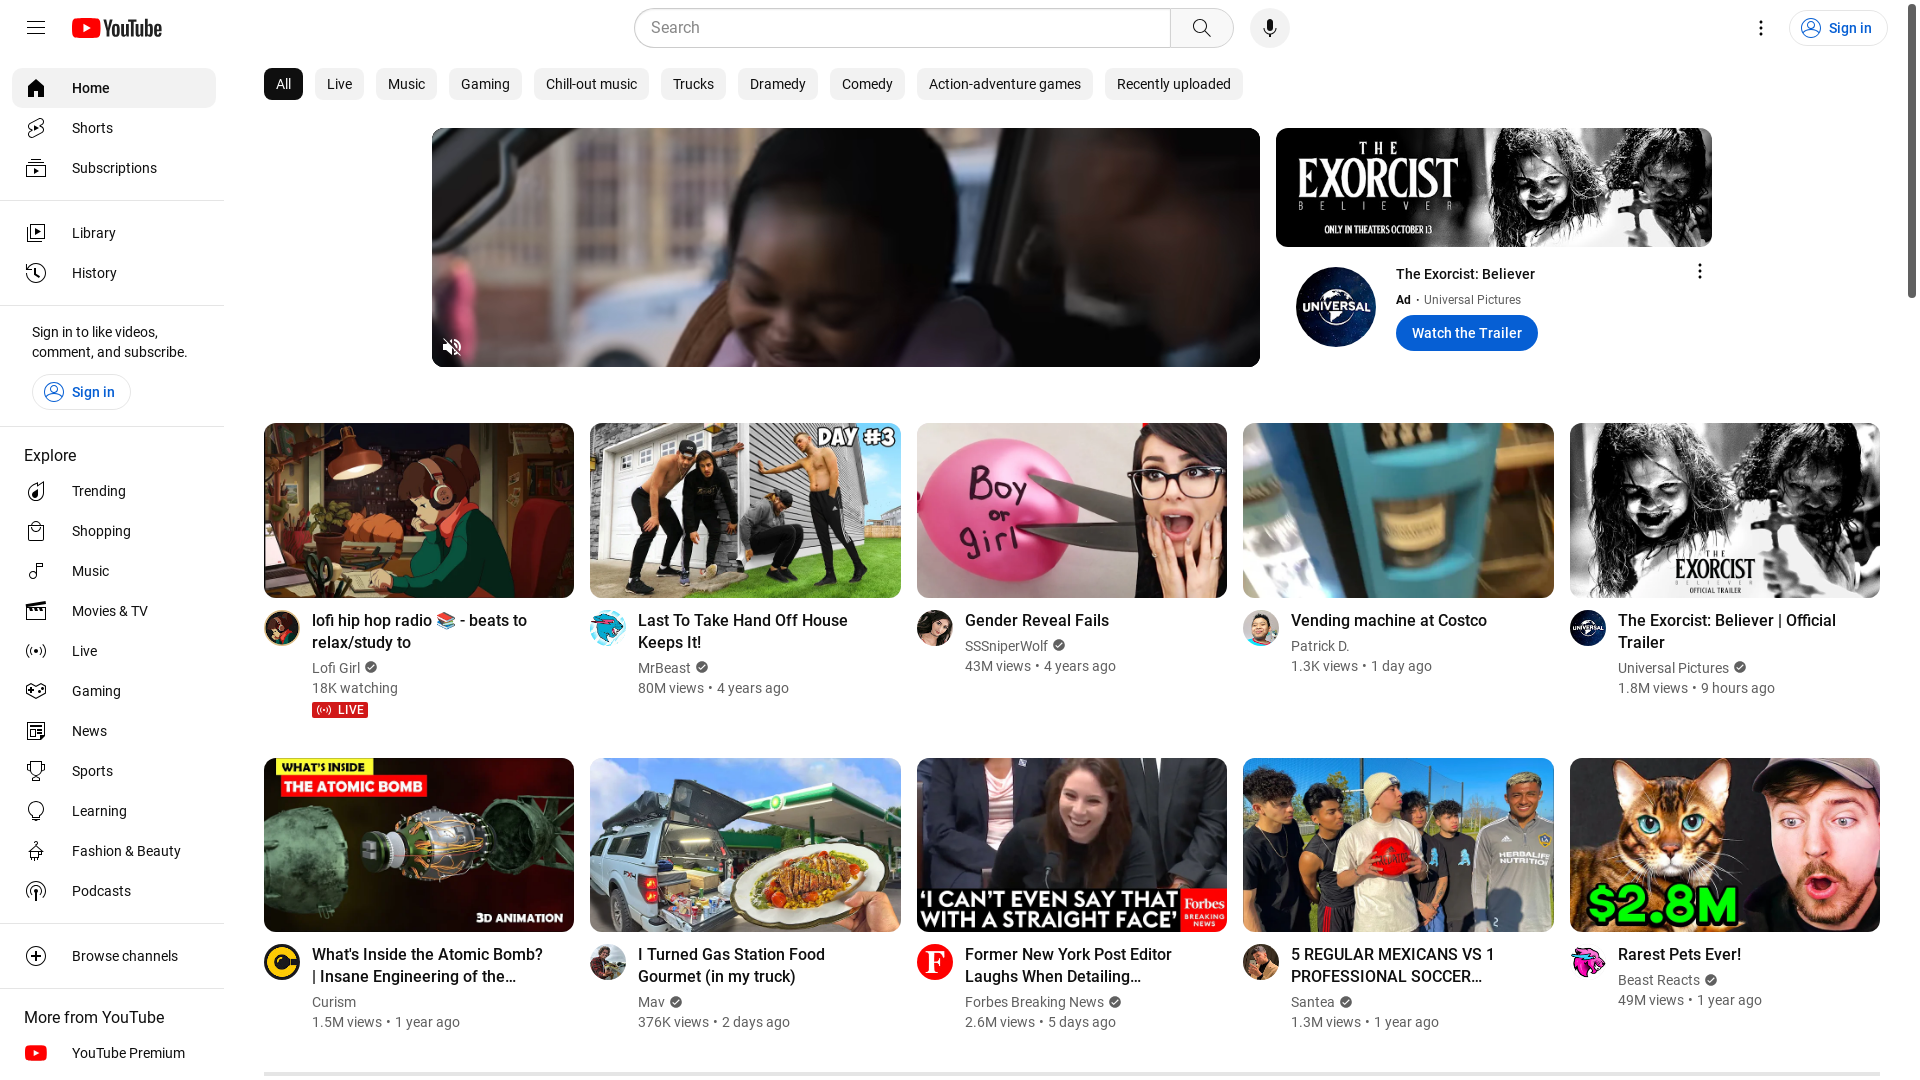 YouTube
Search
Sign in
Home
Shorts
Subscriptions
Library
History
Sign in to like videos,
comment, and subscribe.
Sign in
Explore
Trending
Shopping
Music
Movies & TV
Live
Gaming
News
Sports
Learning
Fashion & Beauty
Podcasts
Browse channels
More from YouTube
YouTube Premium
All
Live
Music
Gaming
Chill-out music
Trucks
Dramedy
Comedy
Action-adventure games
Recently uploaded
THE
EXORCIST
BELIEVER
ONLY IN THEATERS OCTOBER 13
UNIVERSAL
The Exorcist: Believer
Ad · Universal Pictures
Watch the Trailer
lofi hip hop radio 📚 - beats to
relax/study to
Lofi Girl
18K watching
LIVE
DAY #3
Last To Take Hand Off House
Keeps It!
MrBeast
80M views • 4 years ago
Boy
or
girl
Gender Reveal Fails
SSSniperWolf
43M views • 4 years ago
Vending machine at Costco
Patrick D.
1.3K views • 1 day ago
THE
EXORCIST
BELIEVER
OFFICIAL TRAILER
UNIVERSAL
The Exorcist: Believer | Official
Trailer
Universal Pictures
1.8M views • 9 hours ago
WHAT'S INSIDE
THE ATOMIC BOMB
3D ANIMATION
What's Inside the Atomic Bomb?
| Insane Engineering of the…
Curism
1.5M views • 1 year ago
I Turned Gas Station Food
Gourmet (in my truck)
Mav
376K views • 2 days ago
'I CAN'T EVEN SAY THAT
WITH A STRAIGHT FACE'
Forbes
BREAKING
NEWS
F
Former New York Post Editor
Laughs When Detailing…
Forbes Breaking News
2.6M views • 5 days ago
HERBALIFE
NUTRITION
5 REGULAR MEXICANS VS 1
PROFESSIONAL SOCCER…
Santea
1.3M views • 1 year ago
$2.8M
Rarest Pets Ever!
Beast Reacts
49M views • 1 year ago